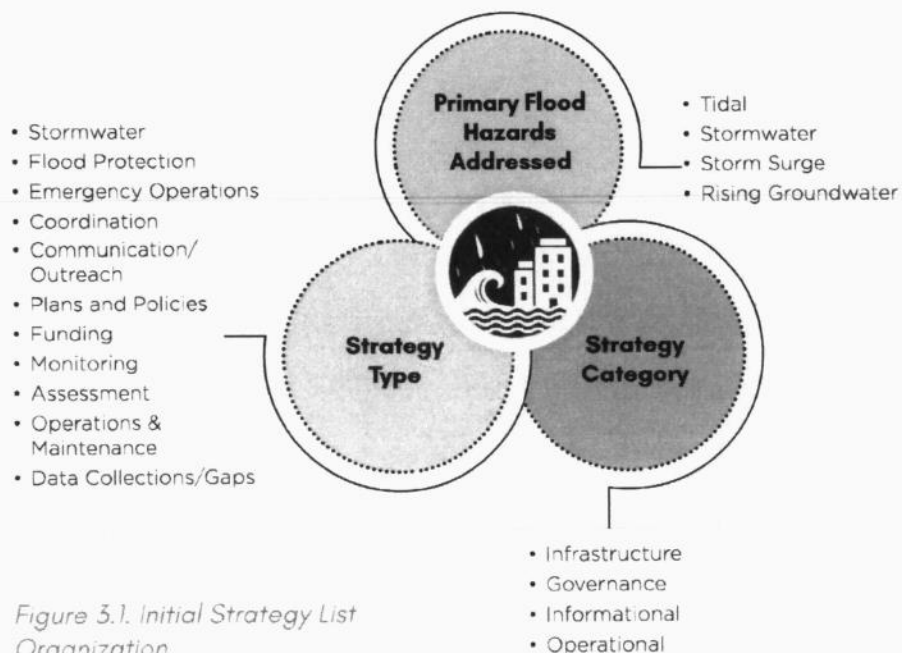 Primary Flood
Hazards
Addressed
• Tidal
• Stormwater
• Storm Surge
• Rising Groundwater
• Stormwater
• Flood Protection
• Emergency Operations
• Coordination
• Communication/
Outreach
• Plans and Policies
• Funding
• Monitoring
• Assessment
• Operations &
Maintenance
• Data Collections/Gaps
Strategy
Type
Strategy
Category
• Infrastructure
• Governance
• Informational
• Operational
Figure 3.1. Initial Strategy List
Organization